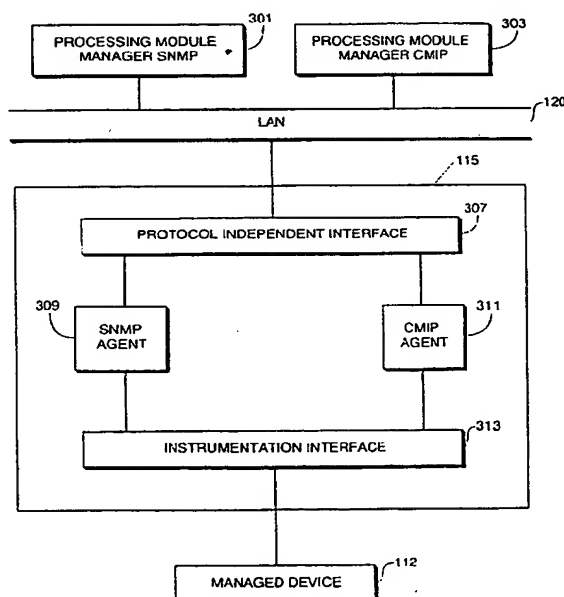 PROCESSING MODULE
MANAGER SNMP
301
PROCESSING MODULE
MANAGER CMIP
303
LAN
120
115
PROTOCOL INDEPENDENT INTERFACE
307
309
SNMP
AGENT
CMIP
AGENT
311
INSTRUMENTATION INTERFACE
313
MANAGED DEVICE
112